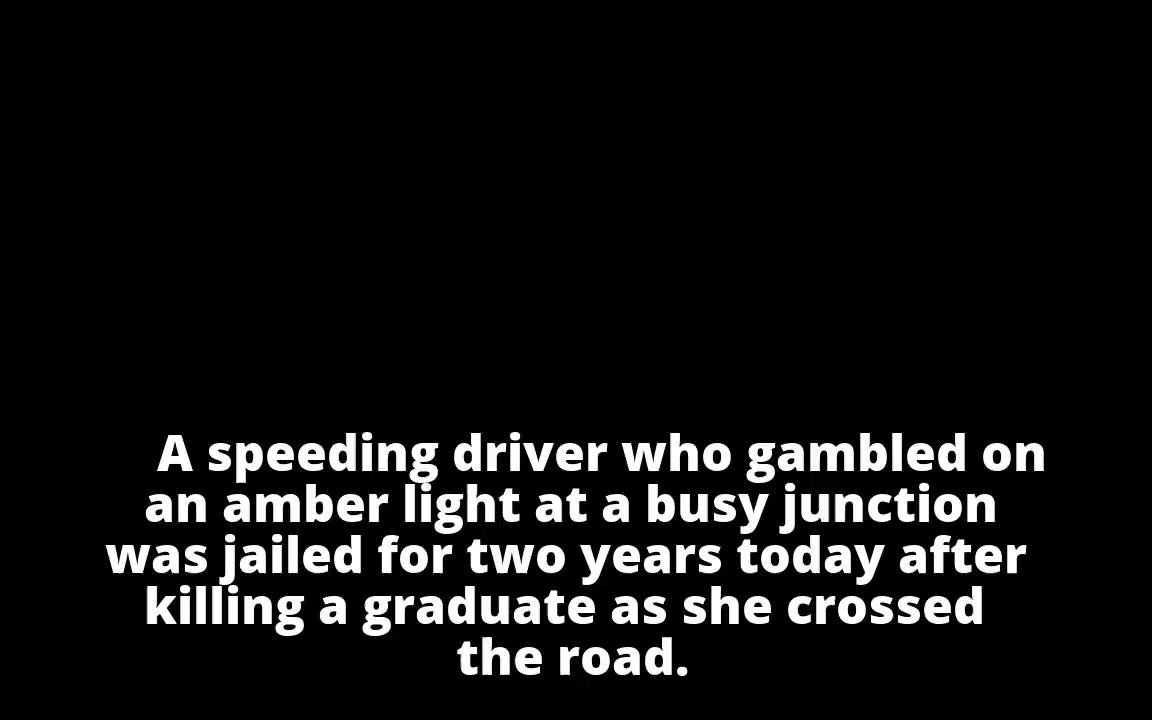 A speeding driver who gambled on
an amber light at a busy junction
was jailed for two years today after
killing a graduate as she crossed
the road.